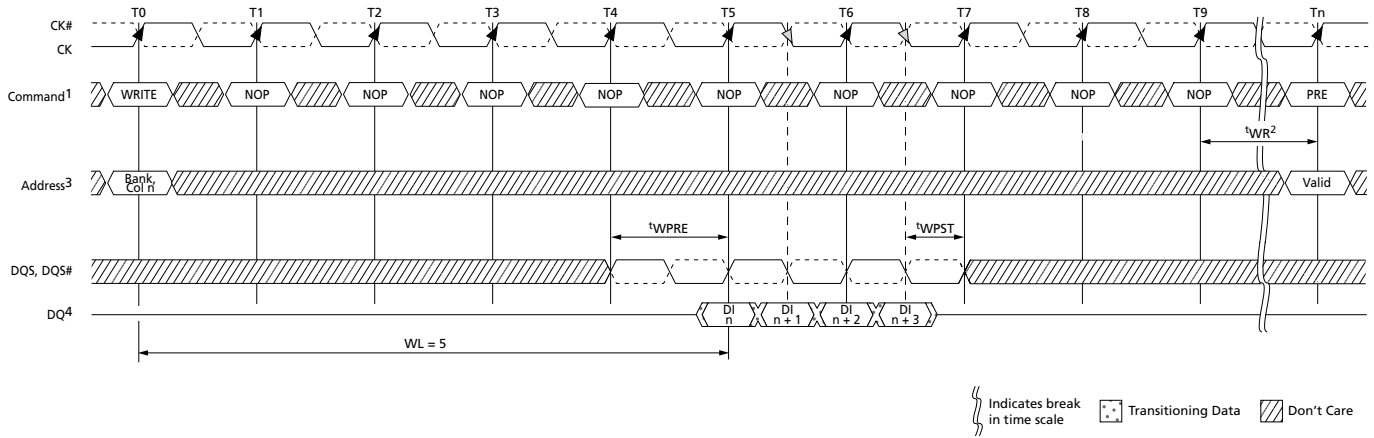 T0 T1 T2 T3 T4 T5 T6 T7 T8 T9 Tn
CK#
CK
Command1 WRITE NOP NOP NOP NOP NOP NOP NOP NOP NOP PRE
tWR2
Address3 Bank, Col n Valid
tWPRE tWPST
DQS, DQS#
DQ4 DI n DI n + 1 DI n + 2 DI n + 3
WL = 5
Indicates break
in time scale
Transitioning Data
Don't Care